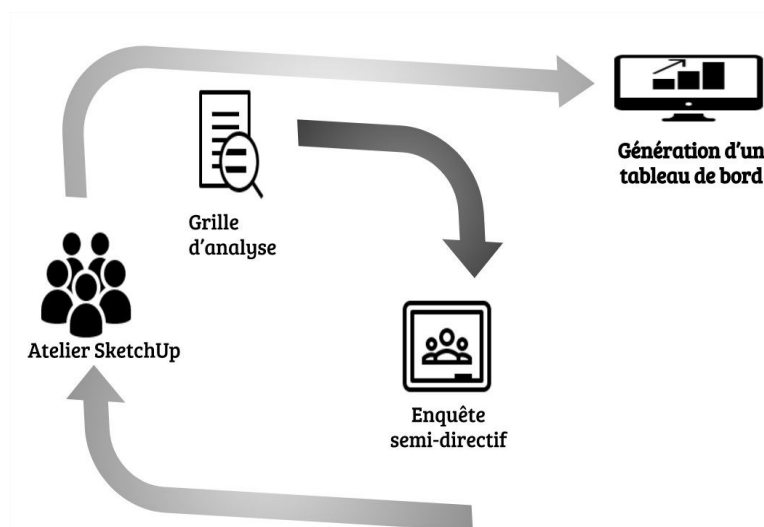 Génération d'un
tableau de bord
Grille
d'analyse
Atelier SketchUp
Enquête
semi-directif